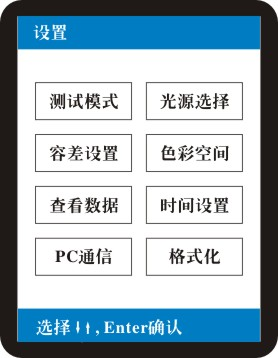 设置
测试模式 光源选择
容差设置 色彩空间
查看数据 时间设置
PC通信 格式化
选择↓↑, Enter确认